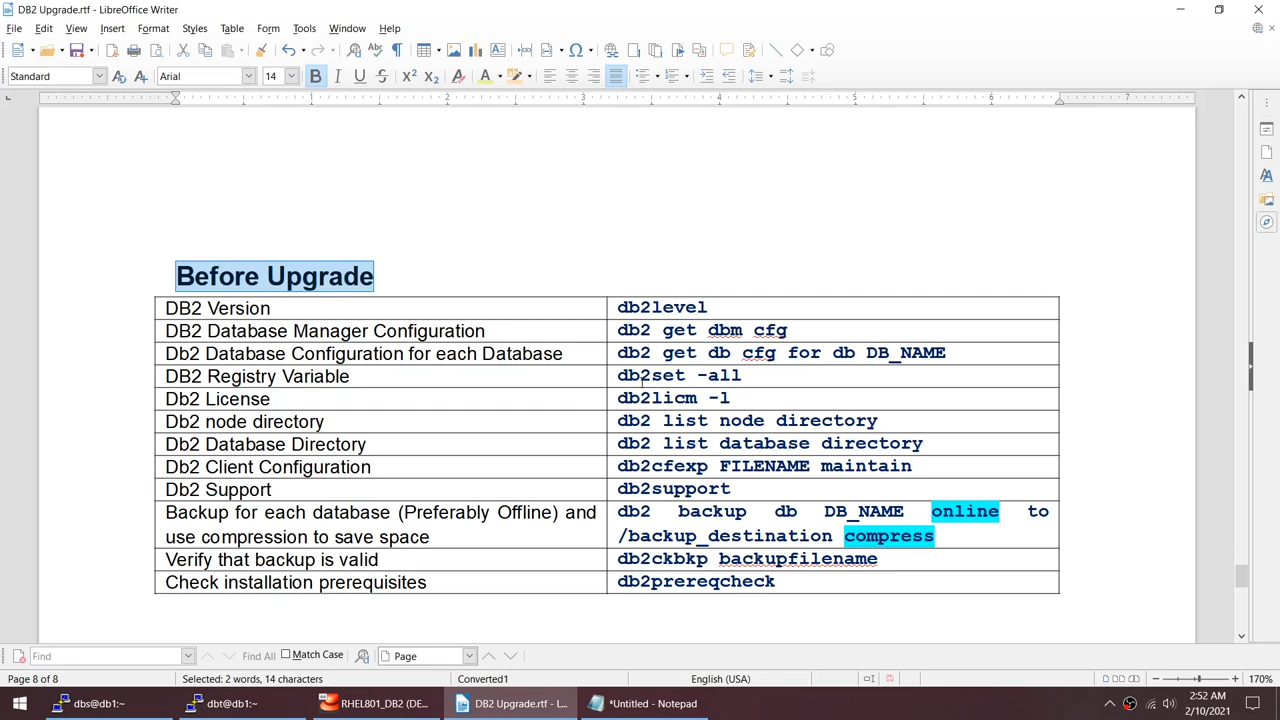 DB2 Upgrade.rtf - LibreOffice Writer
File Edit View Insert Format Styles Table Form Tools Window Help
Standard Arial 14
1 2 3 4 5 6 7
Before Upgrade
DB2 Version db2level
DB2 Database Manager Configuration db2 get dbm cfg
Db2 Database Configuration for each Database db2 get db cfg for db DB_NAME
DB2 Registry Variable db2set -all
Db2 License db2licm -l
Db2 node directory db2 list node directory
Db2 Database Directory db2 list database directory
Db2 Client Configuration db2cfexp FILENAME maintain
Db2 Support db2support
Backup for each database (Preferably Offline) and db2 backup db DB_NAME online to
use compression to save space /backup_destination compress
Verify that backup is valid db2ckbkp backupfilename
Check installation prerequisites db2prereqcheck
Find Find All Match Case Page
Page 8 of 8 Selected: 2 words, 14 characters Converted1 English (USA) 170%
dbs@db1:~ dbt@db1:~ RHEL801_DB2 (DE... DB2 Upgrade.rtf - L... *Untitled - Notepad 2:52 AM
2/10/2021